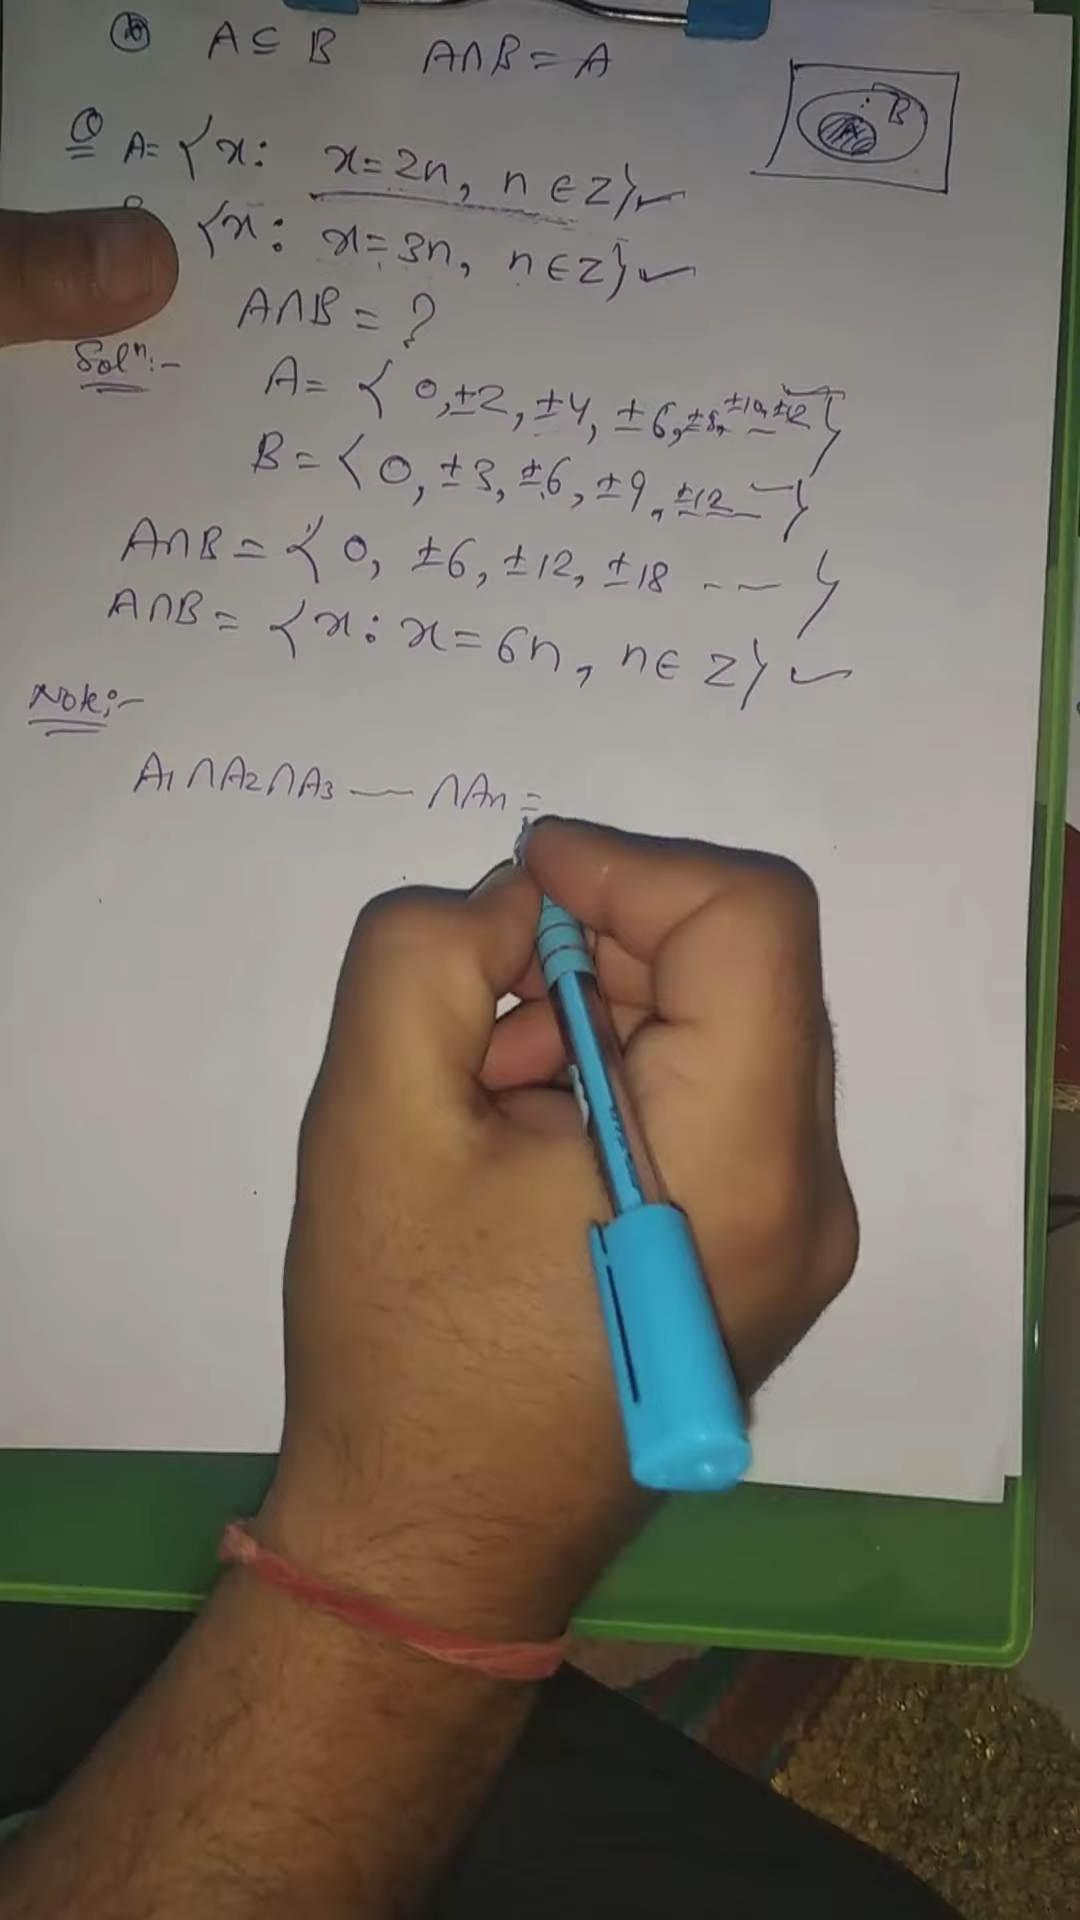 A ⊆ B    A∩B = A
B
A
Q A= {x: x=2n, n∈Z} ✓
{x: x=3n, n∈Z} ✓
A∩B = ?
Solⁿ:-
A= { 0,±2, ±4, ±6,±8, ±10,±12 }
B= { 0, ±3, ±6, ±9, ±12 -- }
A∩B = { 0, ±6, ±12, ±18 --- }
A∩B = { x: x=6n, n∈ Z} ✓
Note:-
A₁∩A₂∩A₃ — ∩An =